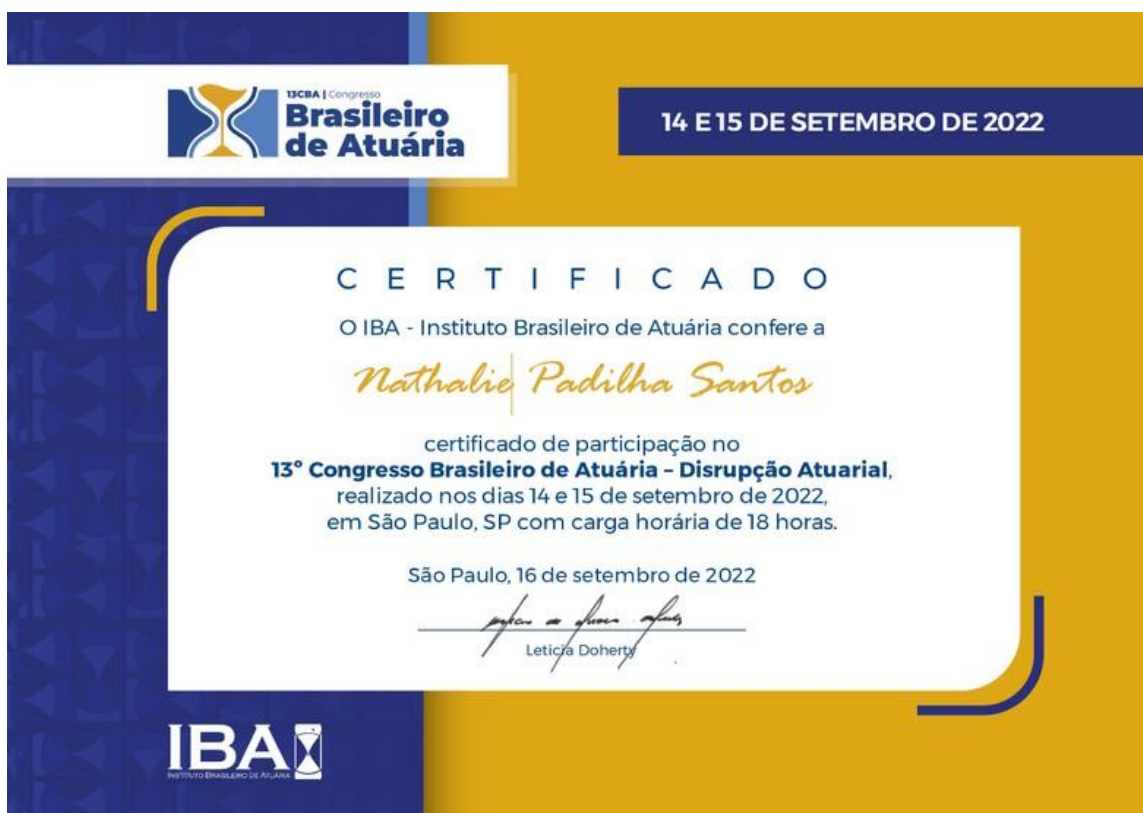 13CBA | Congresso
Brasileiro
de Atuária
14 E 15 DE SETEMBRO DE 2022
CERTIFICADO
O IBA - Instituto Brasileiro de Atuária confere a
Nathalie Padilha Santos
certificado de participação no
13º Congresso Brasileiro de Atuária – Disrupção Atuarial,
realizado nos dias 14 e 15 de setembro de 2022,
em São Paulo, SP com carga horária de 18 horas.
São Paulo, 16 de setembro de 2022
Letícia Doherty
IBA
INSTITUTO BRASILEIRO DE ATUÁRIA